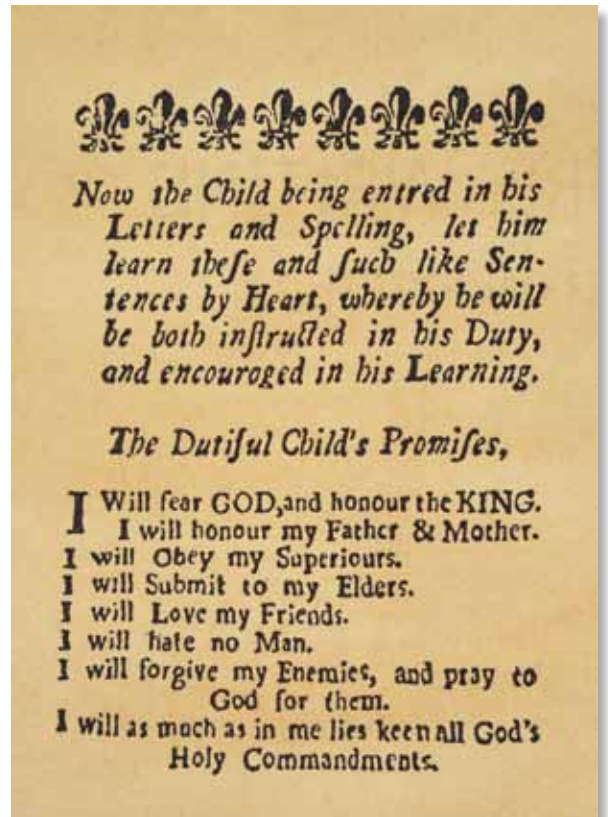 Now the Child being entred in his
Letters and Spelling, let him
learn theſe and ſuch like Sen-
tences by Heart, whereby he will
be both inſtructed in his Duty,
and encouraged in his Learning.
The Dutiful Child's Promiſes,
I Will fear GOD, and honour the KING.
I will honour my Father & Mother.
I will Obey my Superiours.
I will Submit to my Elders.
I will Love my Friends.
I will hate no Man.
I will forgive my Enemies, and pray to
God for them.
I will as much as in me lies keep all God's
Holy Commandments.